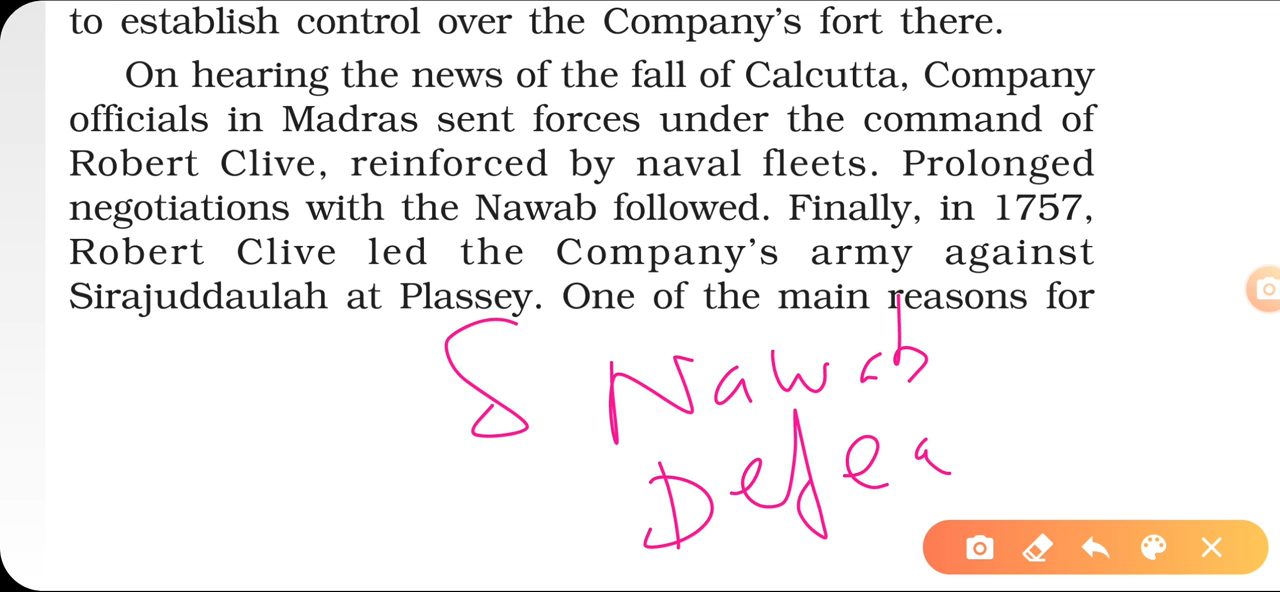 to establish control over the Company’s fort there.
On hearing the news of the fall of Calcutta, Company
officials in Madras sent forces under the command of
Robert Clive, reinforced by naval fleets. Prolonged
negotiations with the Nawab followed. Finally, in 1757,
Robert Clive led the Company’s army against
Sirajuddaulah at Plassey. One of the main reasons for
S Nawab
Defea